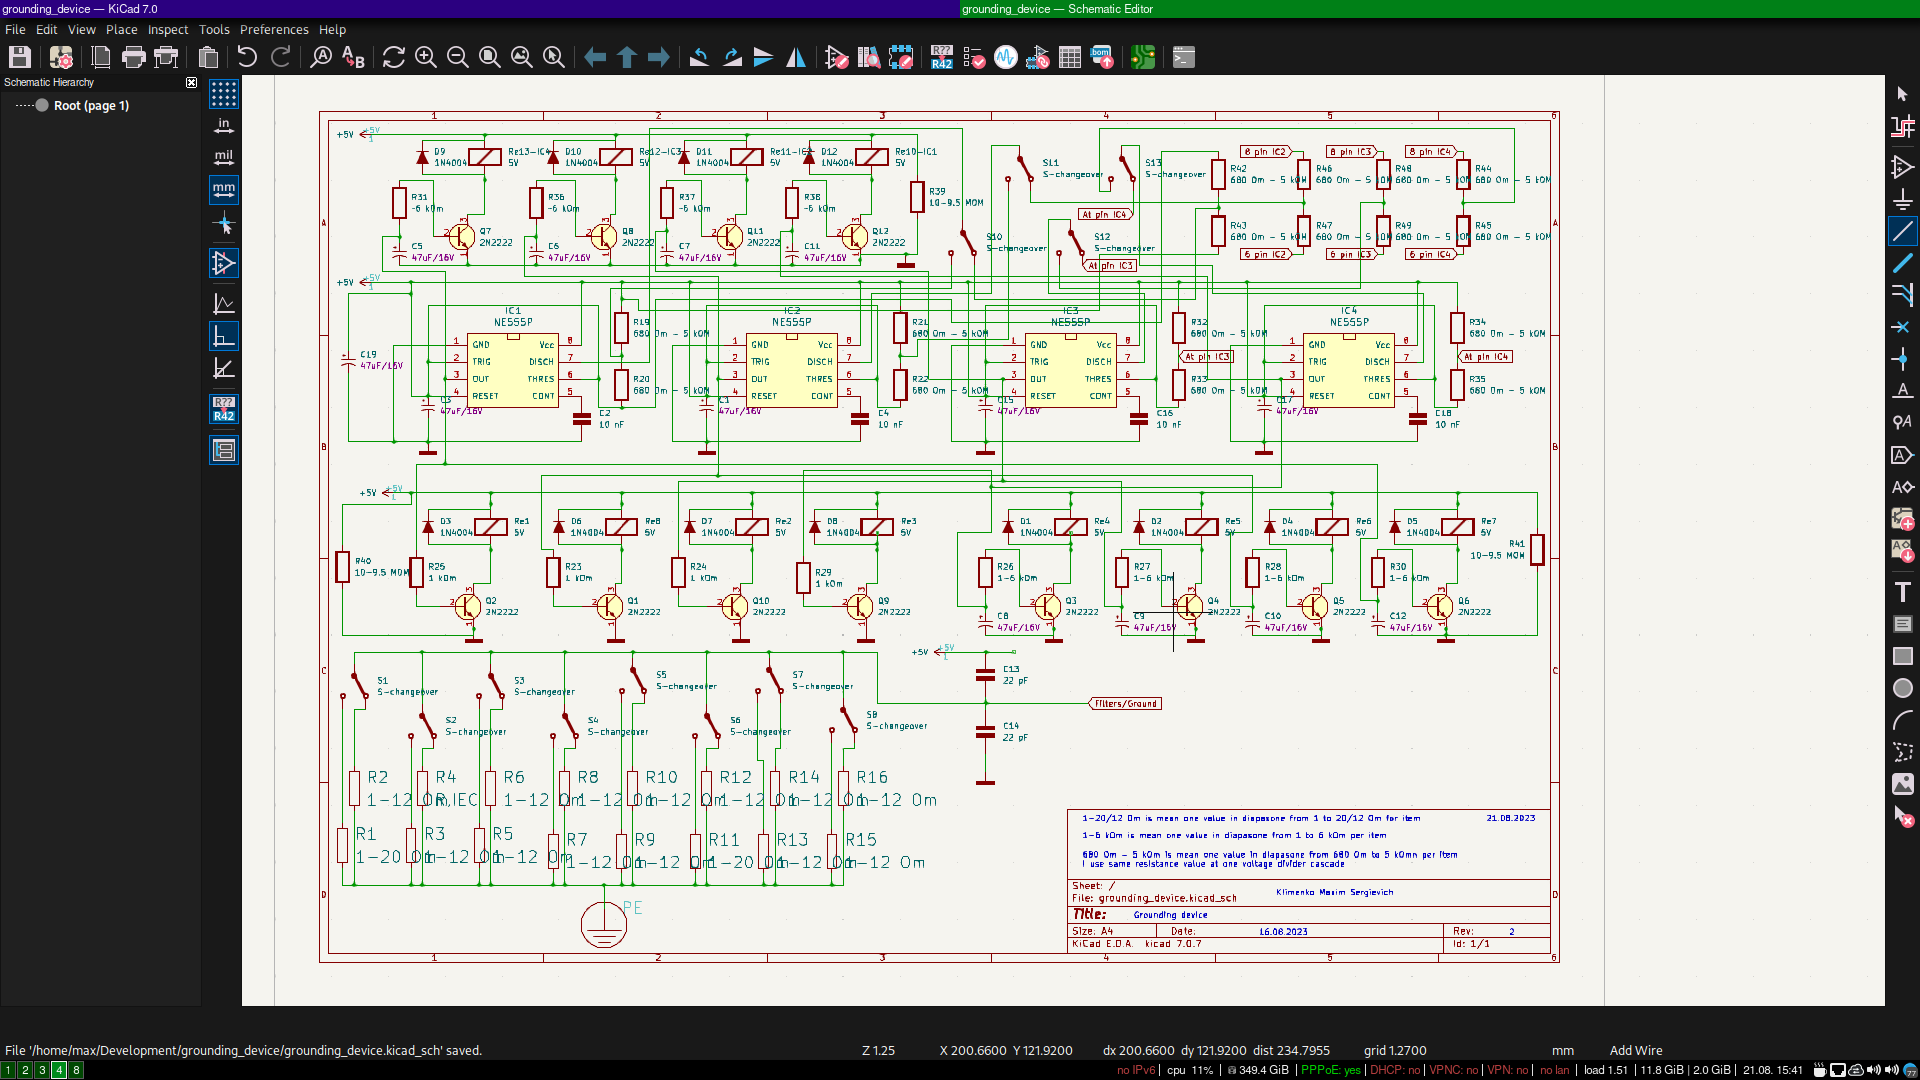 grounding_device — KiCad 7.0
grounding_device — Schematic Editor
File Edit View Place Inspect Tools Preferences Help
Schematic Hierarchy
Root (page 1)
in
mil
mm
R??
R42
1 2 3 4 5 6
+5V
D9 1N4004
Re13-IC4 5V
D10 1N4004
Re12-IC3 5V
D11 1N4004
5V
D12 1N4004
Re10-IC1 5V
R31 -6 kOm
R36 -6 kOm
R37 -6 kOm
R38 -6 kOm
R39 10-9.5 MOM
Q7 2N2222
Q8 2N2222
QL1 2N2222
QL2 2N2222
C5 47uF/16V
C6 47uF/16V
C7 47uF/16V
C11 47uF/16V
SL1 S-changeover
S13 S-changeover
S10 S-changeover
S12 S-changeover
At pin IC4
At pin IC3
8 pin IC2
8 pin IC3
8 pin IC4
R42 680 Om - 5 kOM
R46 680 Om - 5 kOM
R48 680 Om - 5 kOM
R44 680 Om - 5 kOM
R43 680 Om - 5 kOM
R47 680 Om - 5 kOM
R49 680 Om - 5 kOM
R45 680 Om - 5 kOM
6 pin IC2
6 pin IC3
6 pin IC4
+5V
IC1 NE555P
IC2 NE555P
IC3 NE555P
IC4 NE555P
1 GND Vcc 8
2 TRIG DISCH 7
3 OUT THRES 6
4 RESET CONT 5
C19 47uF/16V
R19 680 Om - 5 kOM
R20 680 Om - 5 kOM
R21 680 Om - 5 kOM
R22 680 Om - 5 kOM
R32 680 Om - 5 kOM
R33 680 Om - 5 kOM
R34 680 Om - 5 kOM
R35 680 Om - 5 kOM
At pin IC3
At pin IC4
C3 47uF/16V
C2 10 nF
47uF/16V
C4 10 nF
C15 47uF/16V
C16 10 nF
C17 47uF/16V
C18 10 nF
+5V
D3 1N4004
Re1 5V
D6 1N4004
Re8 5V
D7 1N4004
Re2 5V
D8 1N4004
Re3 5V
D1 1N4004
Re4 5V
D2 1N4004
Re5 5V
D4 1N4004
Re6 5V
D5 1N4004
Re7 5V
R40 10-9.5 MOM
R25 1 kOm
R23 1 kOm
R24 1 kOm
R29 1 kOm
R26 1-6 kOm
R27 1-6 kOm
R28 1-6 kOm
R30 1-6 kOm
R41 10-9.5 MOM
Q2 2N2222
Q1 2N2222
Q10 2N2222
Q9 2N2222
Q3 2N2222
Q4 2N2222
Q5 2N2222
Q6 2N2222
C8 47uF/16V
C9 47uF/16V
C10 47uF/16V
C12 47uF/16V
S1 S-changeover
S3 S-changeover
S5 S-changeover
S7 S-changeover
S2 S-changeover
S4 S-changeover
S6 S-changeover
S8 S-changeover
+5V
C13 22 pF
Filters/Ground
C14 22 pF
R2 R4 R6 R8 R10 R12 R14 R16
1-12 Om R,IEC 1-12 Om 1-12 Om 1-12 Om 1-12 Om 1-12 Om 1-12 Om
R1 R3 R5 R7 R9 R11 R13 R15
1-20 Om 1-12 Om 1-12 Om 1-12 Om 1-12 Om 1-20 Om 1-12 Om 1-12 Om
PE
1-20/12 Om is mean one value in diapasone from 1 to 20/12 Om for item 21.08.2023
1-6 kOm is mean one value in diapasone from 1 to 6 kOm per item
680 Om - 5 kOm is mean one value in diapasone from 680 Om to 5 kOmn per item
I use same resistance value at one voltage divider cascade
Sheet: /
File: grounding_device.kicad_sch
Klimenko Maxim Sergievich
Title: Grounding device
Size: A4 Date: 16.08.2023 Rev: 2
KiCad E.D.A. kicad 7.0.7 Id: 1/1
1 2 3 4 5 6
File '/home/max/Development/grounding_device/grounding_device.kicad_sch' saved.
Z 1.25 X 200.6600 Y 121.9200 dx 200.6600 dy 121.9200 dist 234.7955 grid 1.2700 mm Add Wire
1 2 3 4 8
no IPv6 | cpu 11% | 349.4 GiB | PPPoE: yes | DHCP: no | VPNC: no | VPN: no | no lan | load 1.51 | 11.8 GiB | 2.0 GiB | 21.08. 15:41